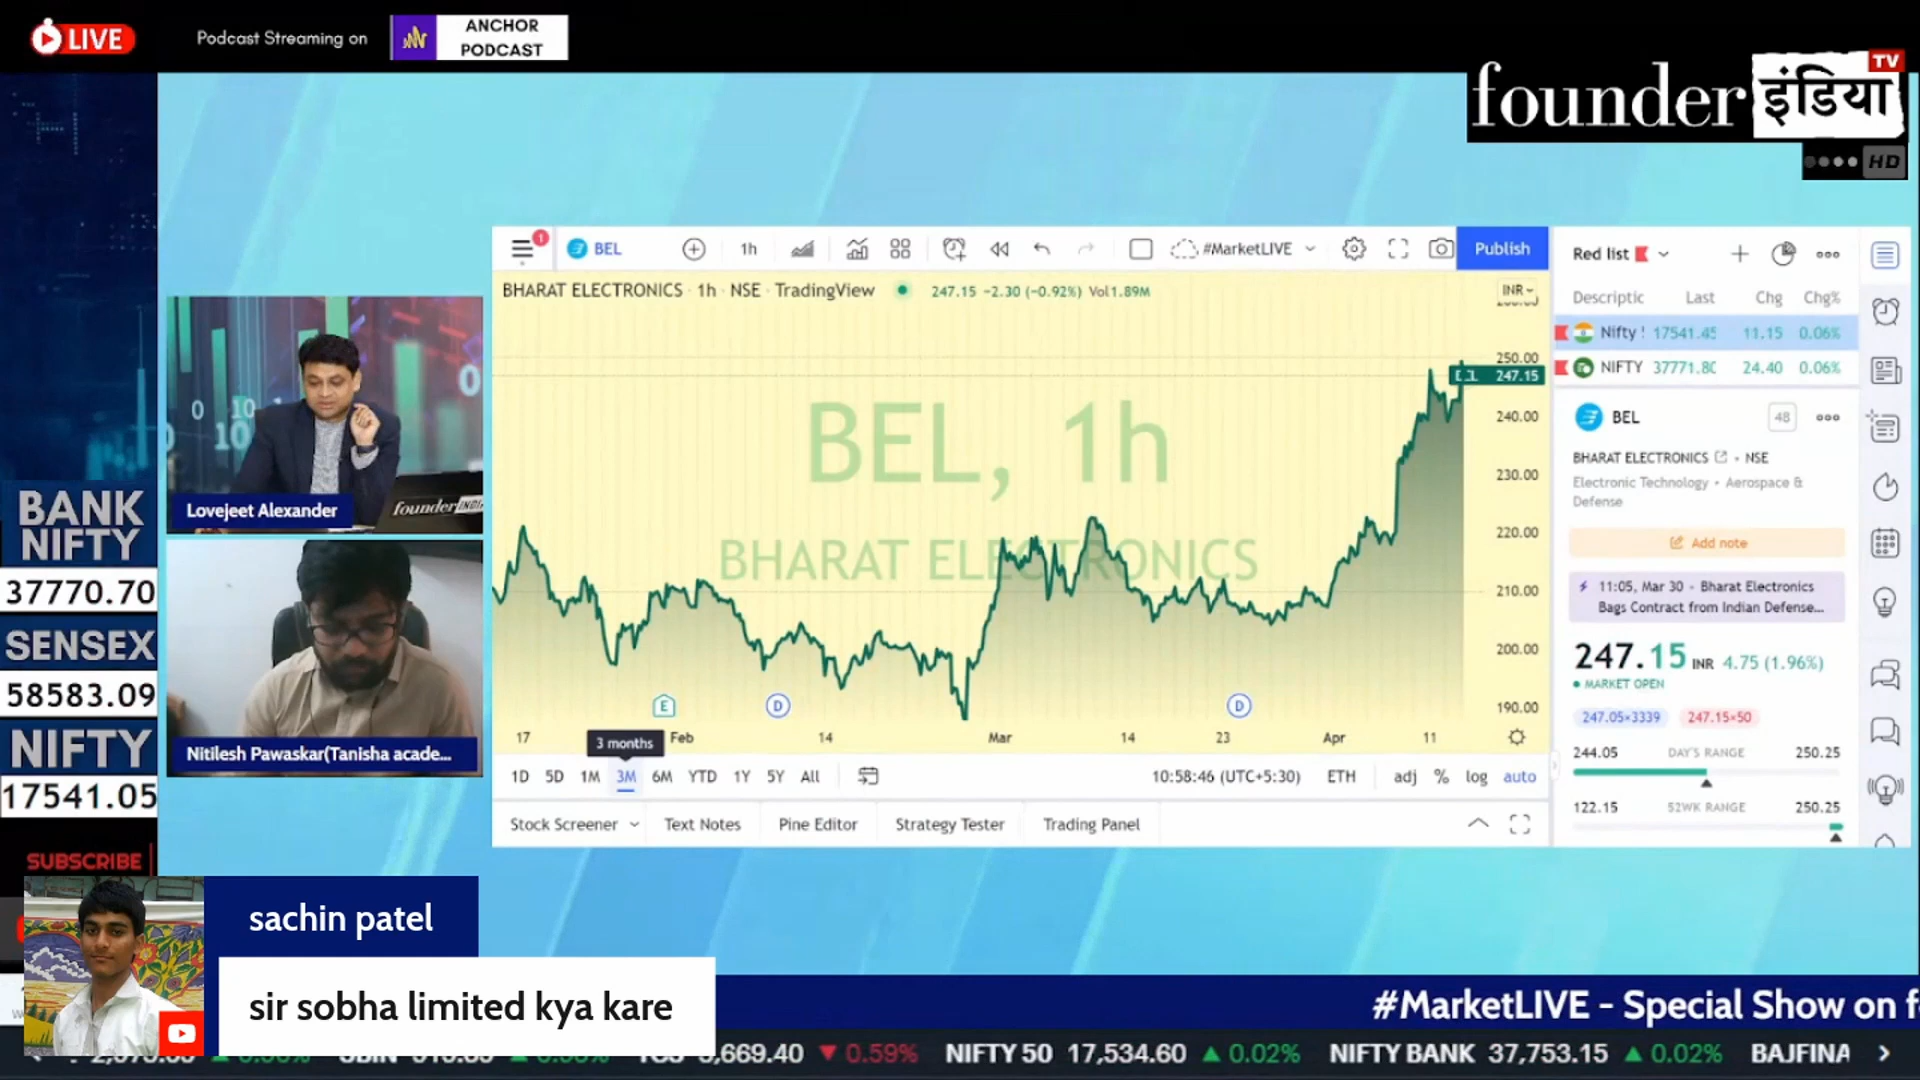 LIVE
Podcast Streaming on
ANCHOR
PODCAST
founder इंडिया TV
HD
BANK
NIFTY
37770.70
SENSEX
58583.09
NIFTY
17541.05
SUBSCRIBE
Lovejeet Alexander
founder
Nitilesh Pawaskar(Tanisha acade...
1
BEL
1h
#MarketLIVE
Publish
BHARAT ELECTRONICS · 1h · NSE · TradingView
247.15 −2.30 (−0.92%) Vol1.89M
INR
BEL, 1h
BHARAT ELECTRONICS
250.00
247.15
240.00
230.00
220.00
210.00
200.00
190.00
E
D
D
17
Feb
14
Mar
14
23
Apr
11
3 months
1D 5D 1M 3M 6M YTD 1Y 5Y All
10:58:46 (UTC+5:30) ETH adj % log auto
Stock Screener Text Notes Pine Editor Strategy Tester Trading Panel
Red list
Descriptic Last Chg Chg%
Nifty 17541.45 11.15 0.06%
NIFTY 37771.80 24.40 0.06%
BEL
48
BHARAT ELECTRONICS • NSE
Electronic Technology • Aerospace &
Defense
Add note
11:05, Mar 30 - Bharat Electronics
Bags Contract from Indian Defense...
247.15 INR 4.75 (1.96%)
MARKET OPEN
247.05×3339 247.15×50
244.05 DAY'S RANGE 250.25
122.15 52WK RANGE 250.25
sachin patel
sir sobha limited kya kare
#MarketLIVE - Special Show on f
669.40 ▼ 0.59% NIFTY 50 17,534.60 ▲ 0.02% NIFTY BANK 37,753.15 ▲ 0.02% BAJFINA